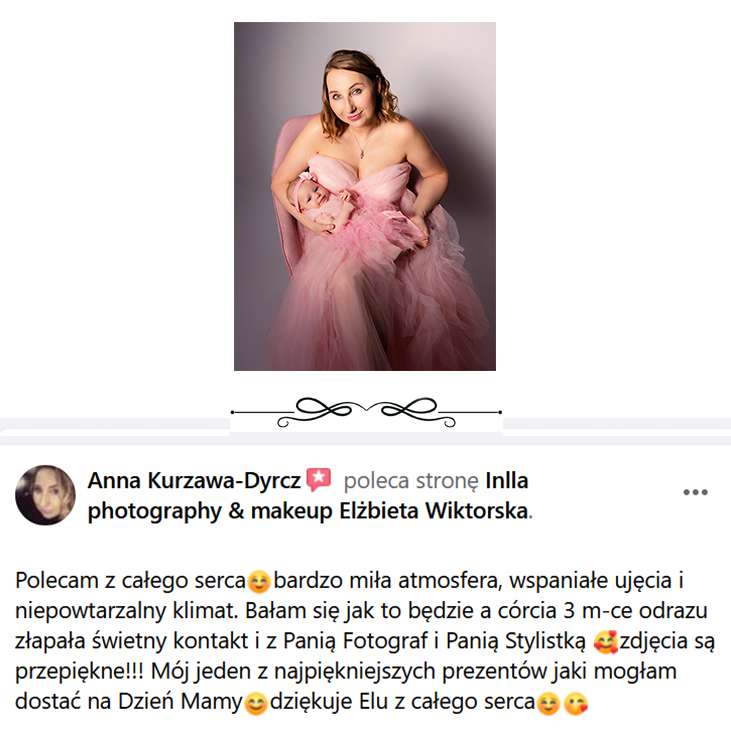 Anna Kurzawa-Dyrcz poleca stronę Inlla
photography & makeup Elżbieta Wiktorska.
Polecam z całego serca😊bardzo miła atmosfera, wspaniałe ujęcia i
niepowtarzalny klimat. Bałam się jak to będzie a córcia 3 m-ce odrazu
złapała świetny kontakt i z Panią Fotograf i Panią Stylistką 🥰zdjęcia są
przepiękne!!! Mój jeden z najpiękniejszych prezentów jaki mogłam
dostać na Dzień Mamy😊dziękuje Elu z całego serca☺️😘